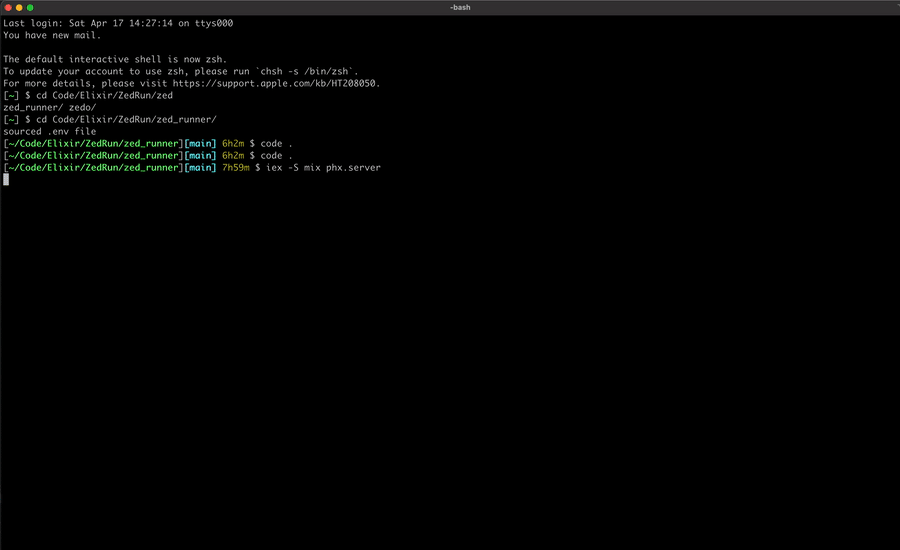 -bash
Last login: Sat Apr 17 14:27:14 on ttys000
You have new mail.
The default interactive shell is now zsh.
To update your account to use zsh, please run `chsh -s /bin/zsh`.
For more details, please visit https://support.apple.com/kb/HT208050.
[~] $ cd Code/Elixir/ZedRun/zed
zed_runner/ zedo/
[~] $ cd Code/Elixir/ZedRun/zed_runner/
sourced .env file
[~/Code/Elixir/ZedRun/zed_runner][main] 6h2m $ code .
[~/Code/Elixir/ZedRun/zed_runner][main] 6h2m $ code .
[~/Code/Elixir/ZedRun/zed_runner][main] 7h59m $ iex -S mix phx.server